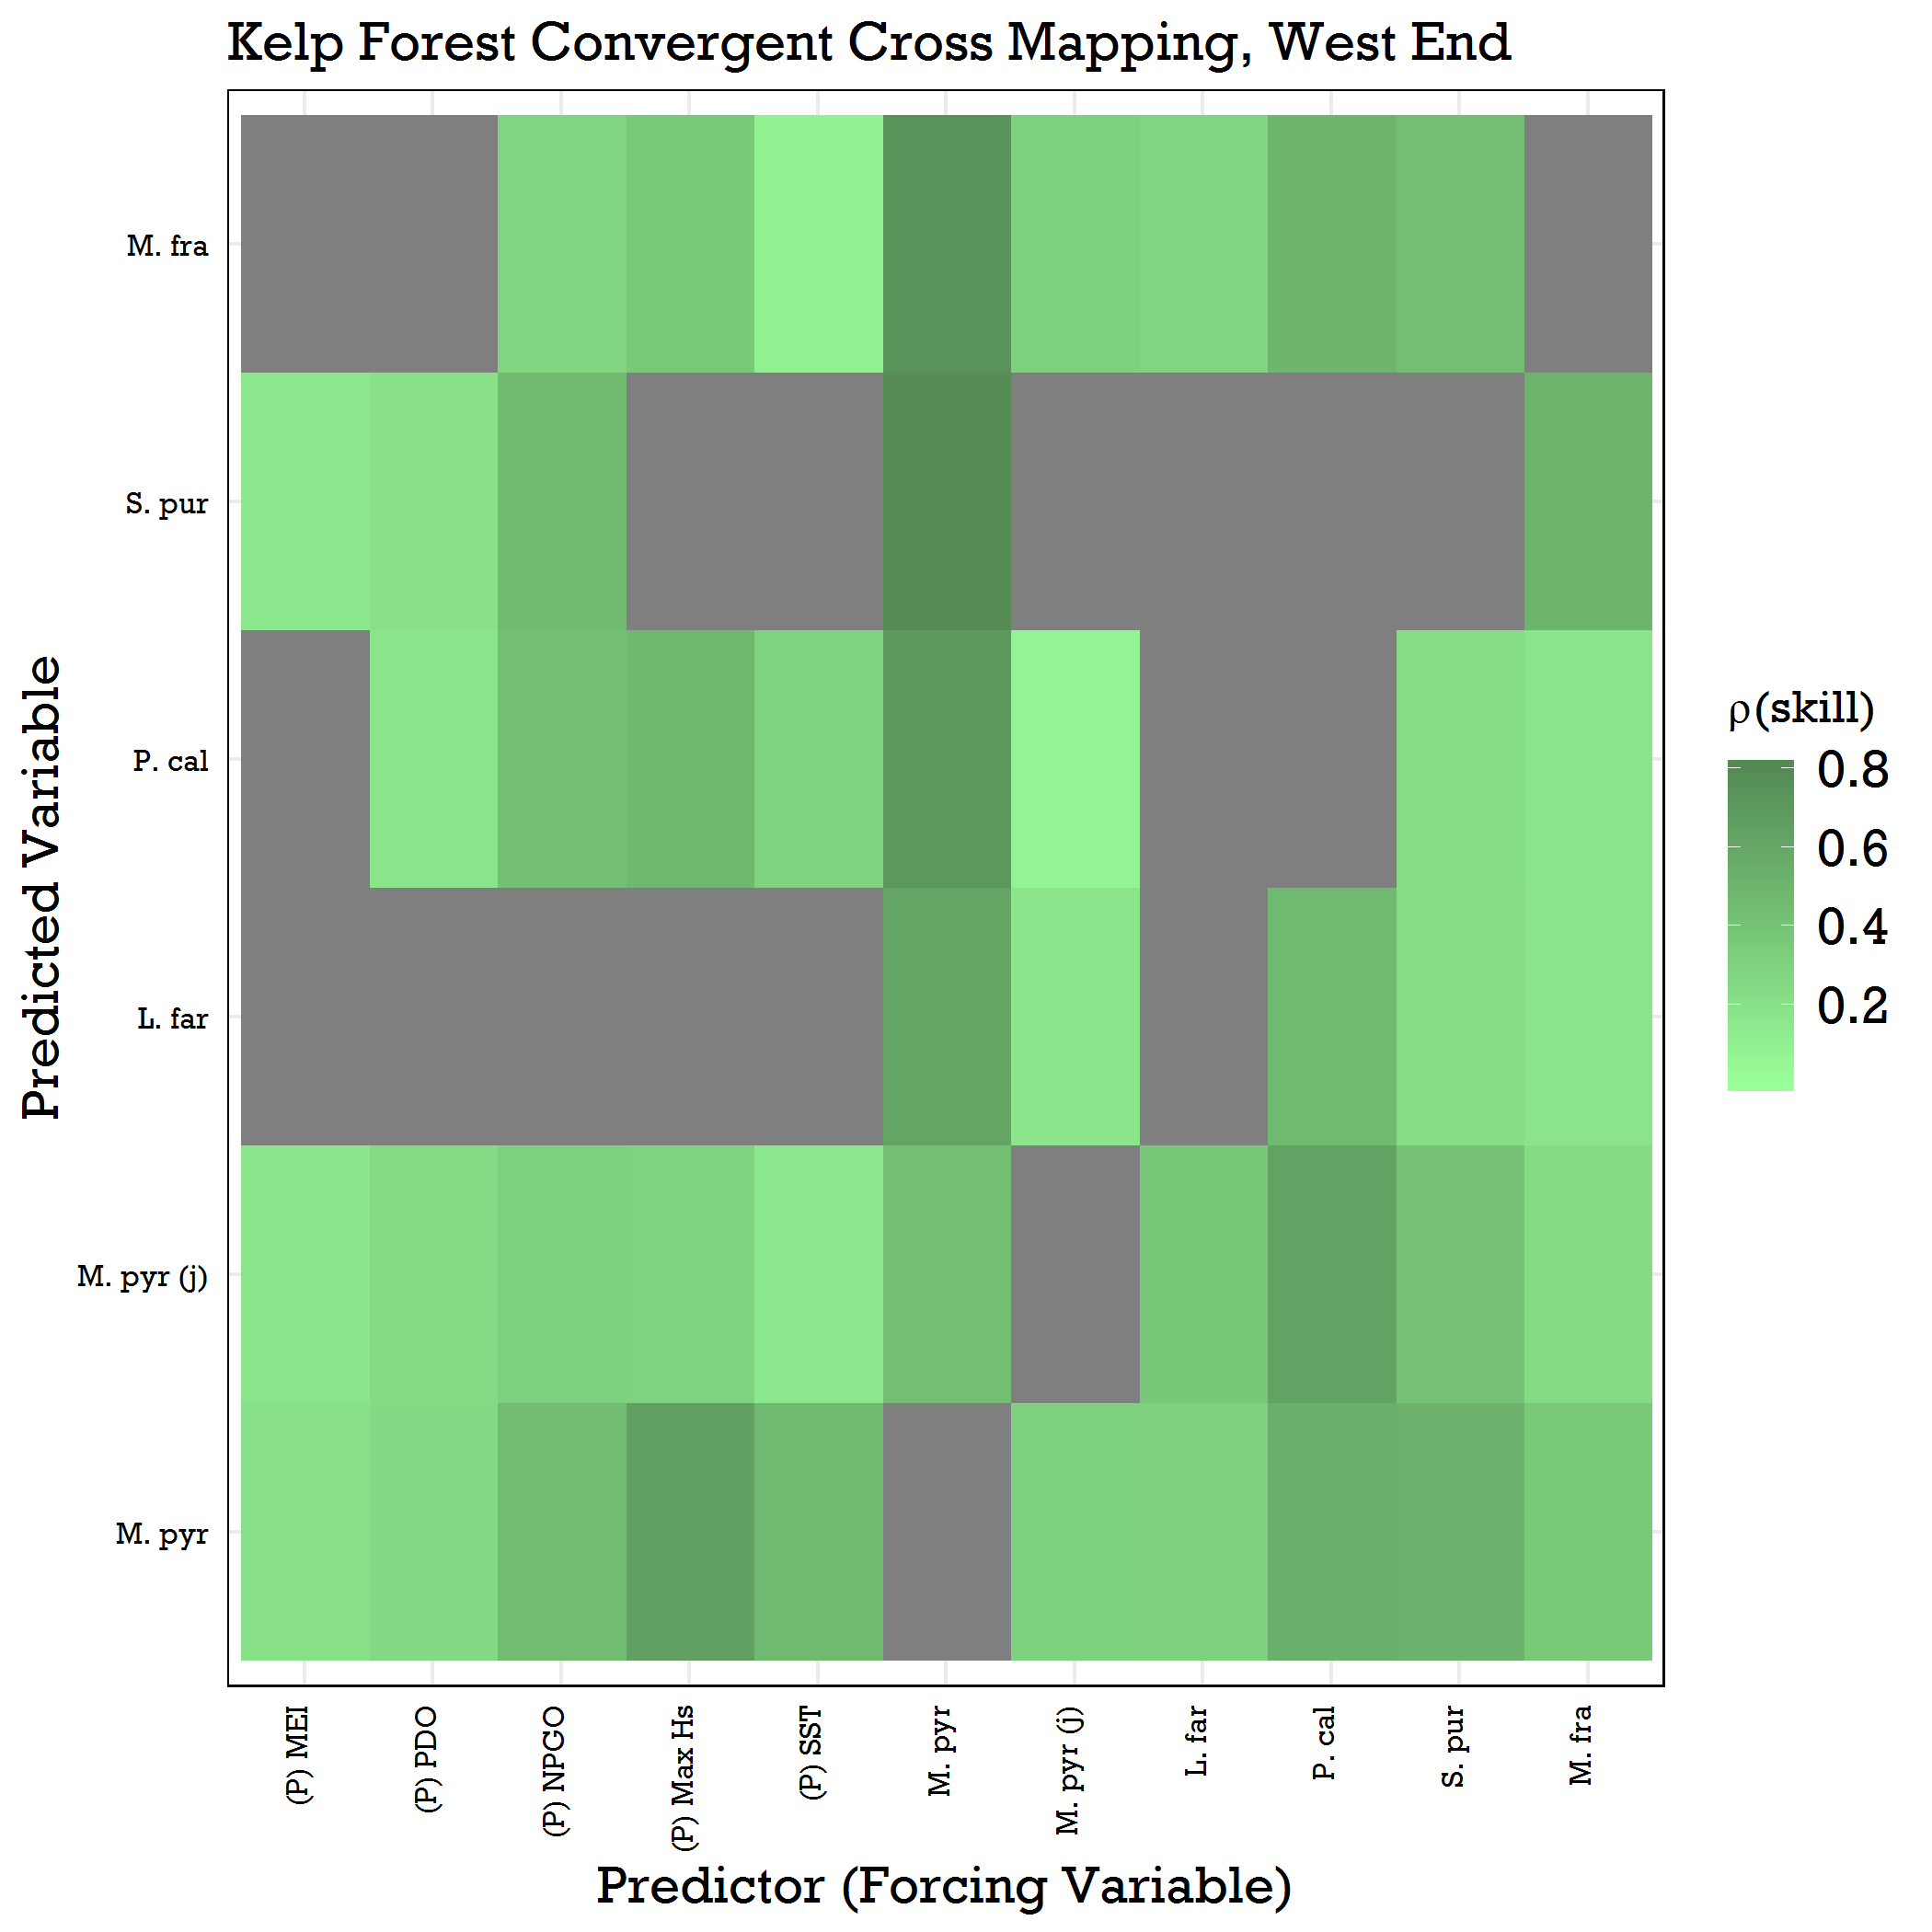 Kelp Forest Convergent Cross Mapping, West End
Predicted Variable
M. fra
S. pur
P. cal
L. far
M. pyr (j)
M. pyr
(P) MEI
(P) PDO
(P) NPGO
(P) Max Hs
(P) SST
M. pyr
M. pyr (j)
L. far
P. cal
S. pur
M. fra
Predictor (Forcing Variable)
ρ(skill)
0.8
0.6
0.4
0.2